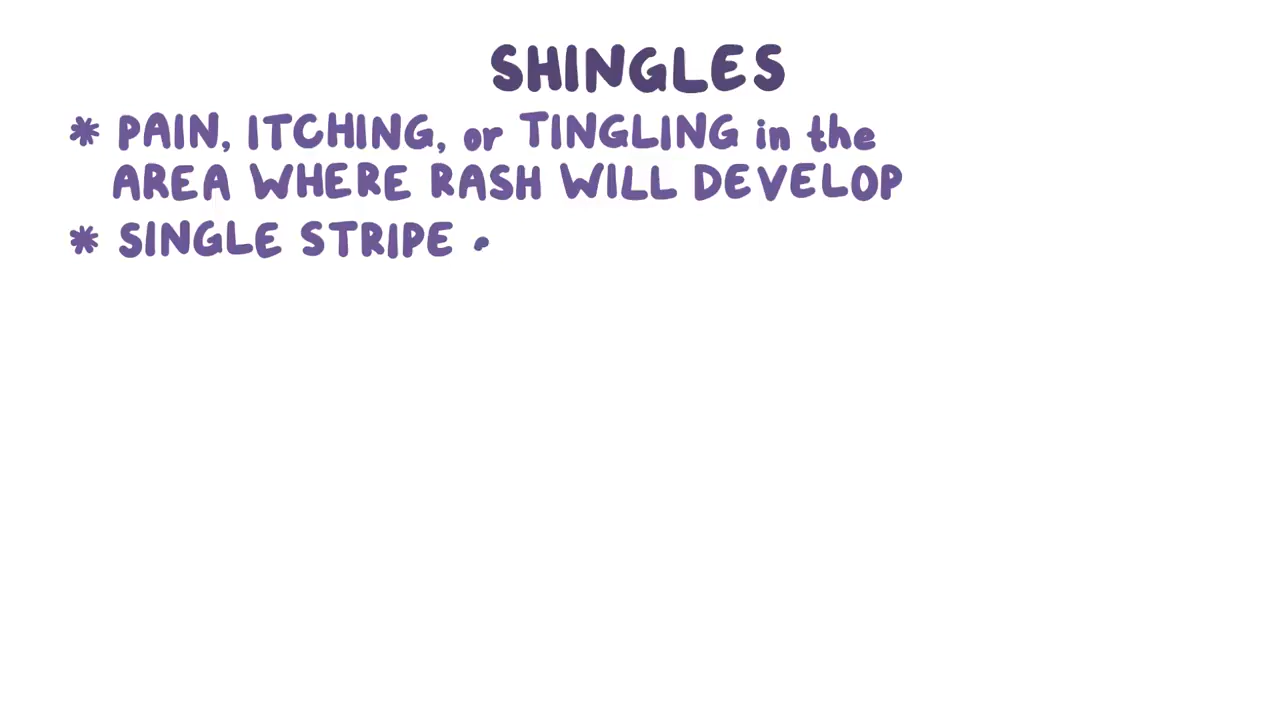 SHINGLES
* PAIN, ITCHING, or TINGLING in the
AREA WHERE RASH WILL DEVELOP
* SINGLE STRIPE